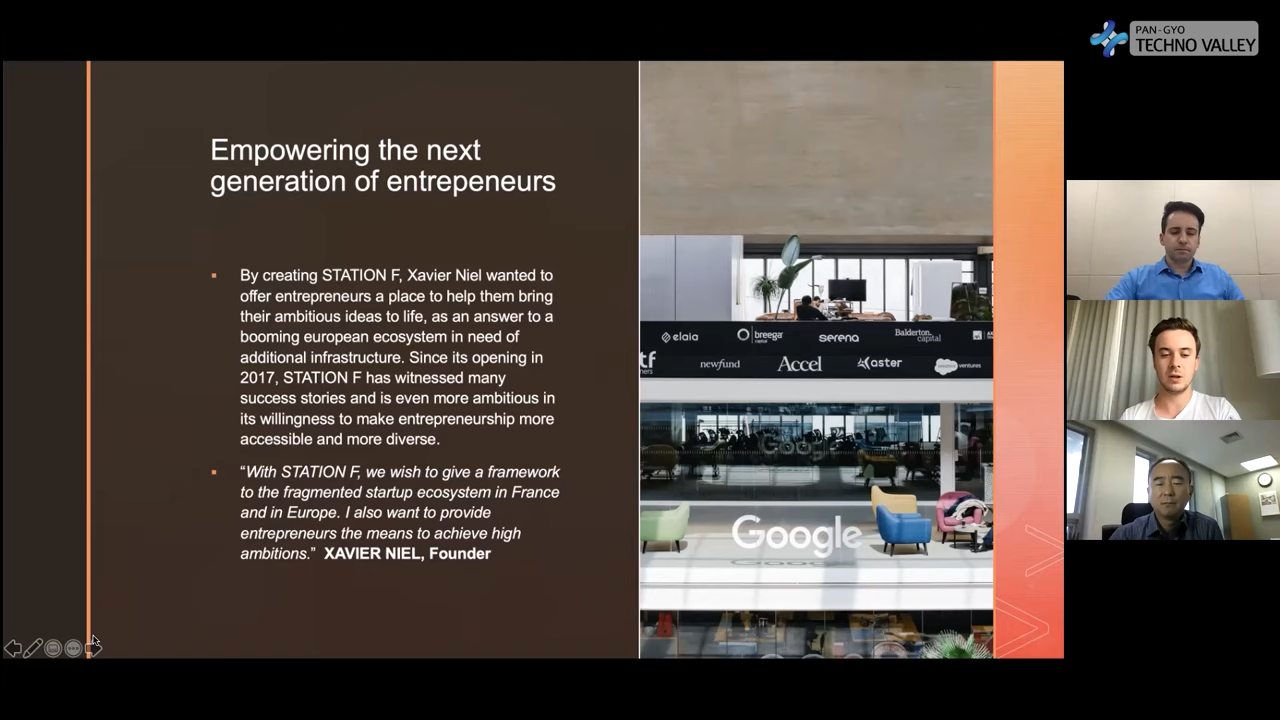 PAN-GYO
TECHNO VALLEY
Empowering the next
generation of entrepeneurs
By creating STATION F, Xavier Niel wanted to
offer entrepreneurs a place to help them bring
their ambitious ideas to life, as an answer to a
booming european ecosystem in need of
additional infrastructure. Since its opening in
2017, STATION F has witnessed many
success stories and is even more ambitious in
its willingness to make entrepreneurship more
accessible and more diverse.
“With STATION F, we wish to give a framework
to the fragmented startup ecosystem in France
and in Europe. I also want to provide
entrepreneurs the means to achieve high
ambitions.” XAVIER NIEL, Founder
elaia breega serena Balderton.
capital
newfund Accel aster ventures
Google